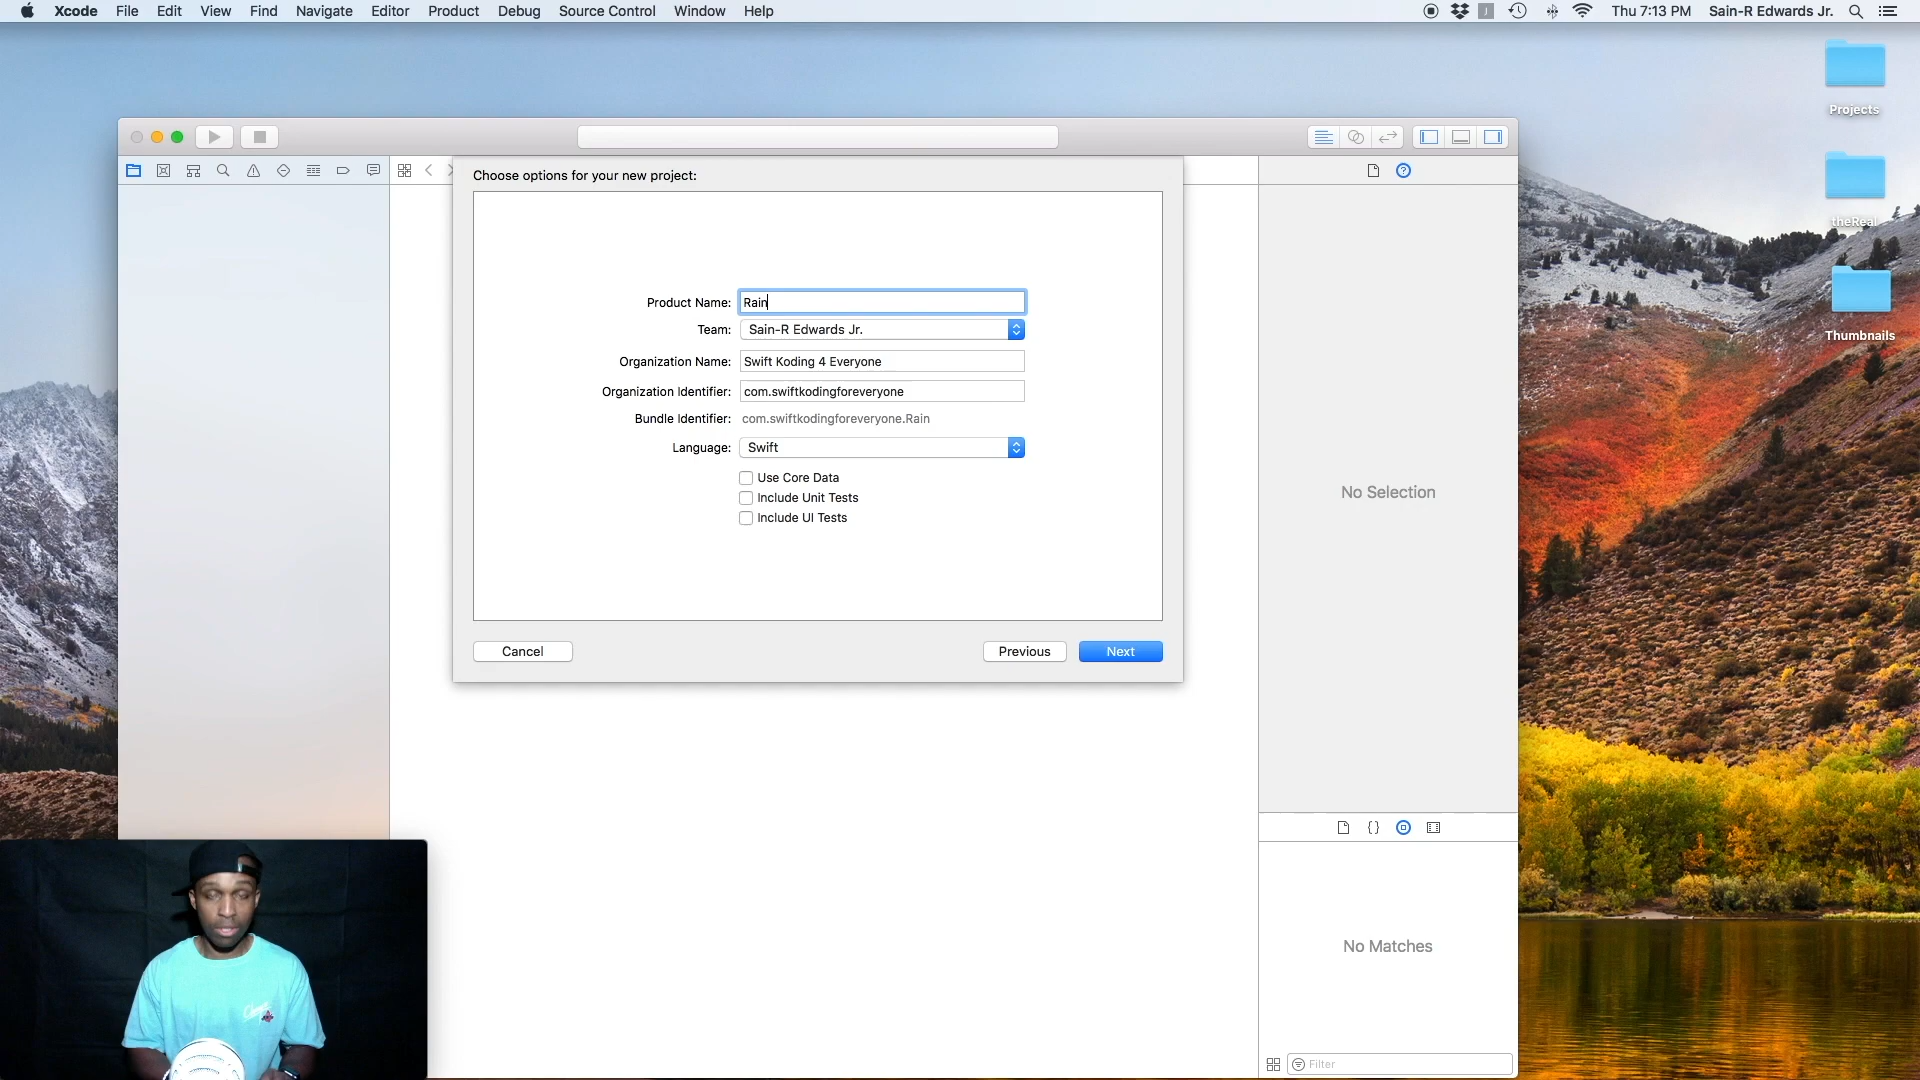 Xcode File Edit View Find Navigate Editor Product Debug Source Control Window Help Thu 7:13 PM Sain-R Edwards Jr.
Projects
theReal
Thumbnails
Choose options for your new project:
Product Name: Rain
Team: Sain-R Edwards Jr.
Organization Name: Swift Koding 4 Everyone
Organization Identifier: com.swiftkodingforeveryone
Bundle Identifier: com.swiftkodingforeveryone.Rain
Language: Swift
Use Core Data
Include Unit Tests
Include UI Tests
Cancel Previous Next
No Selection
No Matches
Filter